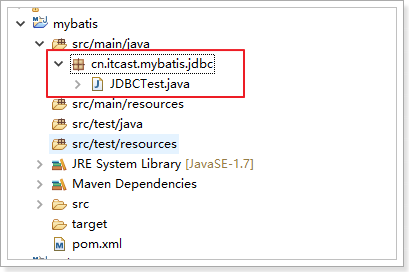 mybatis
src/main/java
cn.itcast.mybatis.jdbc
JDBCTest.java
src/main/resources
src/test/java
src/test/resources
JRE System Library [JavaSE-1.7]
Maven Dependencies
src
target
pom.xml